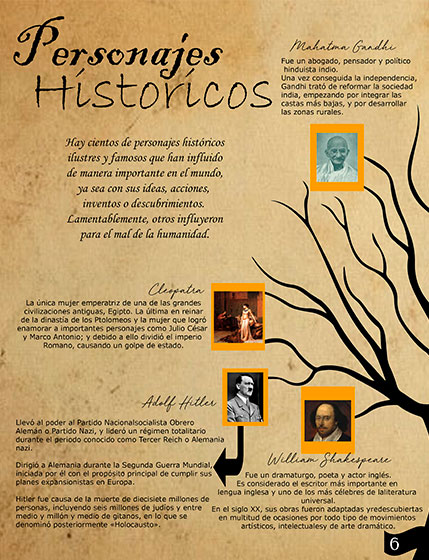 Personajes
Históricos
Mahatma Gandhi
Fue un abogado, pensador y político
hinduista indio.
Una vez conseguida la independencia,
Gandhi trató de reformar la sociedad
india, empezando por integrar las
castas más bajas, y por desarrollar
las zonas rurales.
Hay cientos de personajes históricos
ilustres y famosos que han influido
de manera importante en el mundo,
ya sea con sus ideas, acciones,
inventos o descubrimientos.
Lamentablemente, otros influyeron
para el mal de la humanidad.
Cleopatra
La única mujer emperatriz de una de las grandes
civilizaciones antiguas, Egipto. La última en reinar
de la dinastía de los Ptolomeos y la mujer que logró
enamorar a importantes personajes como Julio César
y Marco Antonio; y debido a ello dividió el imperio
Romano, causando un golpe de estado.
Adolf Hitler
Llevó al poder al Partido Nacionalsocialista Obrero
Alemán o Partido Nazi, y lideró un régimen totalitario
durante el periodo conocido como Tercer Reich o Alemania
nazi.
Dirigió a Alemania durante la Segunda Guerra Mundial,
iniciada por él con el propósito principal de cumplir sus
planes expansionistas en Europa.
Hitler fue causa de la muerte de diecisiete millones de
personas, incluyendo seis millones de judíos y entre
medio y millón y medio de gitanos, en lo que se
denominó posteriormente «Holocausto».
William Shakespeare
Fue un dramaturgo, poeta y actor inglés.
Es considerado el escritor más importante en
lengua inglesa y uno de los más célebres de laliteratura
universal.
En el siglo XX, sus obras fueron adaptadas yredescubiertas
en multitud de ocasiones por todo tipo de movimientos
artísticos, intelectualesy de arte dramático.
6